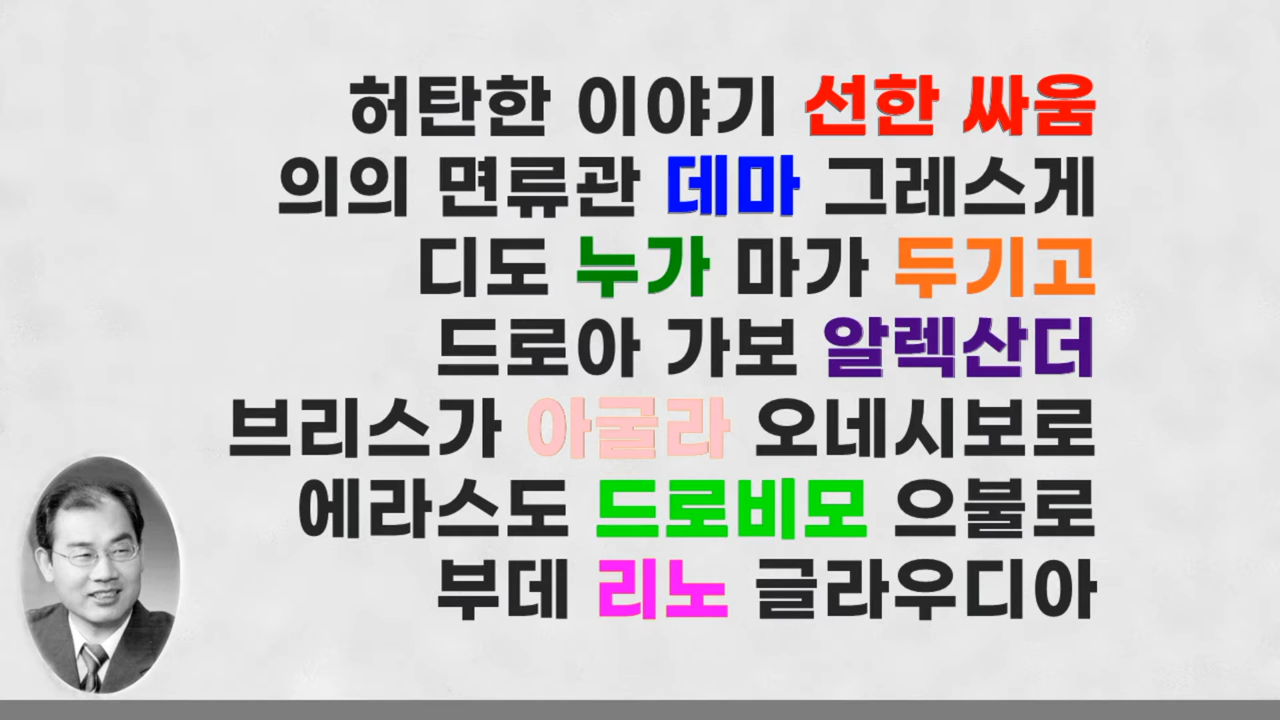 허탄한 이야기 선한 싸움
의의 면류관 데마 그레스게
디도 누가 마가 두기고
드로아 가보 알렉산더
브리스가 아굴라 오네시보로
에라스도 드로비모 으불로
부데 리노 글라우디아